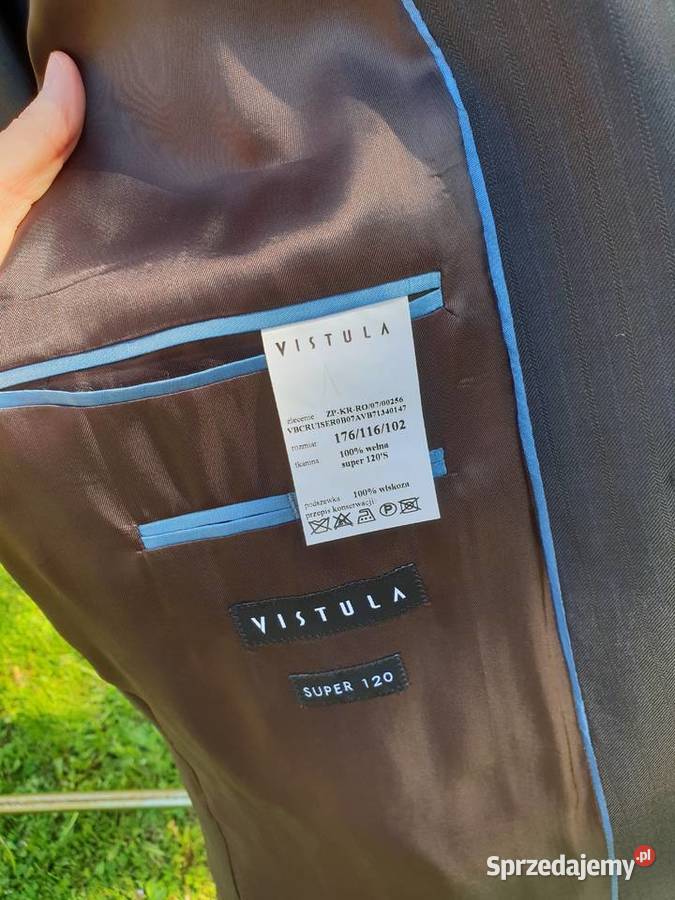 VISTULA
zlecenie ZP-KR-RO/07/00256
VBCRUISER0B07AVB71340147
rozmiar 176/116/102
tkanina 100% wełna
super 120'S
podszewka 100% wiskoza
przepis konserwacji
P
VISTULA
SUPER 120
Sprzedajemy.pl